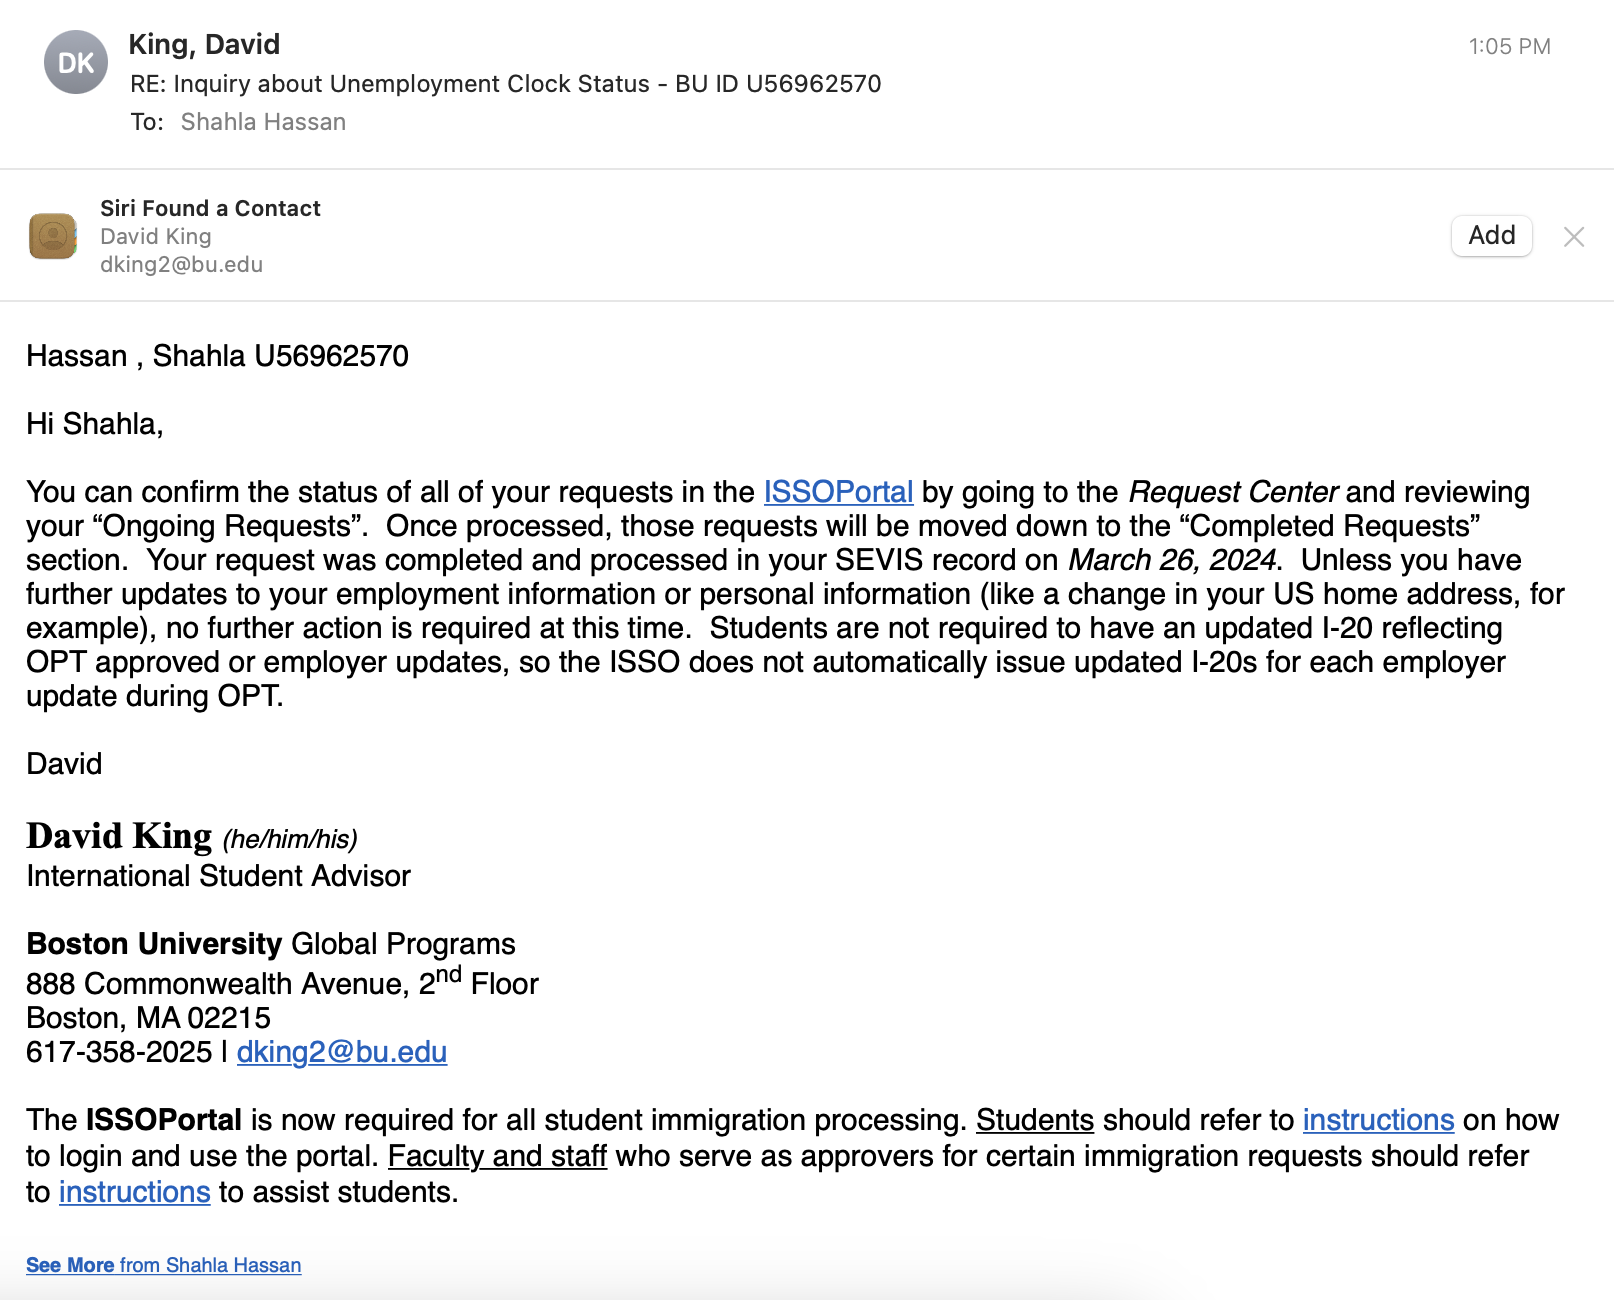 DK
King, David
1:05 PM
RE: Inquiry about Unemployment Clock Status - BU ID U56962570
To: Shahla Hassan
Siri Found a Contact
David King
dking2@bu.edu
Add
Hassan , Shahla U56962570
Hi Shahla,
You can confirm the status of all of your requests in the ISSOPortal by going to the Request Center and reviewing
your “Ongoing Requests”.  Once processed, those requests will be moved down to the “Completed Requests”
section.  Your request was completed and processed in your SEVIS record on March 26, 2024.  Unless you have
further updates to your employment information or personal information (like a change in your US home address, for
example), no further action is required at this time.  Students are not required to have an updated I-20 reflecting
OPT approved or employer updates, so the ISSO does not automatically issue updated I-20s for each employer
update during OPT.
David
David King (he/him/his)
International Student Advisor
Boston University Global Programs
888 Commonwealth Avenue, 2nd Floor
Boston, MA 02215
617-358-2025 | dking2@bu.edu
The ISSOPortal is now required for all student immigration processing. Students should refer to instructions on how
to login and use the portal. Faculty and staff who serve as approvers for certain immigration requests should refer
to instructions to assist students.
See More from Shahla Hassan